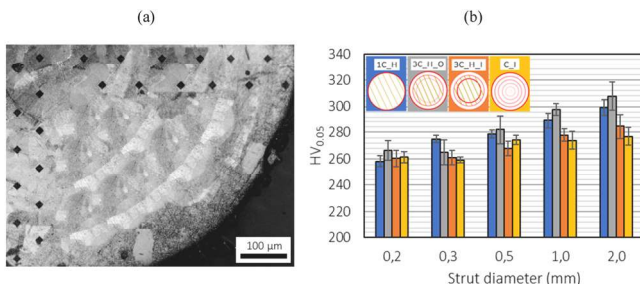 (a)
(b)
100 µm
340
320
300
280
260
240
220
200
HV0.05
1C_H
3C_H_O
3C_H_I
C_I
0,2
0,3
0,5
1,0
2,0
Strut diameter (mm)